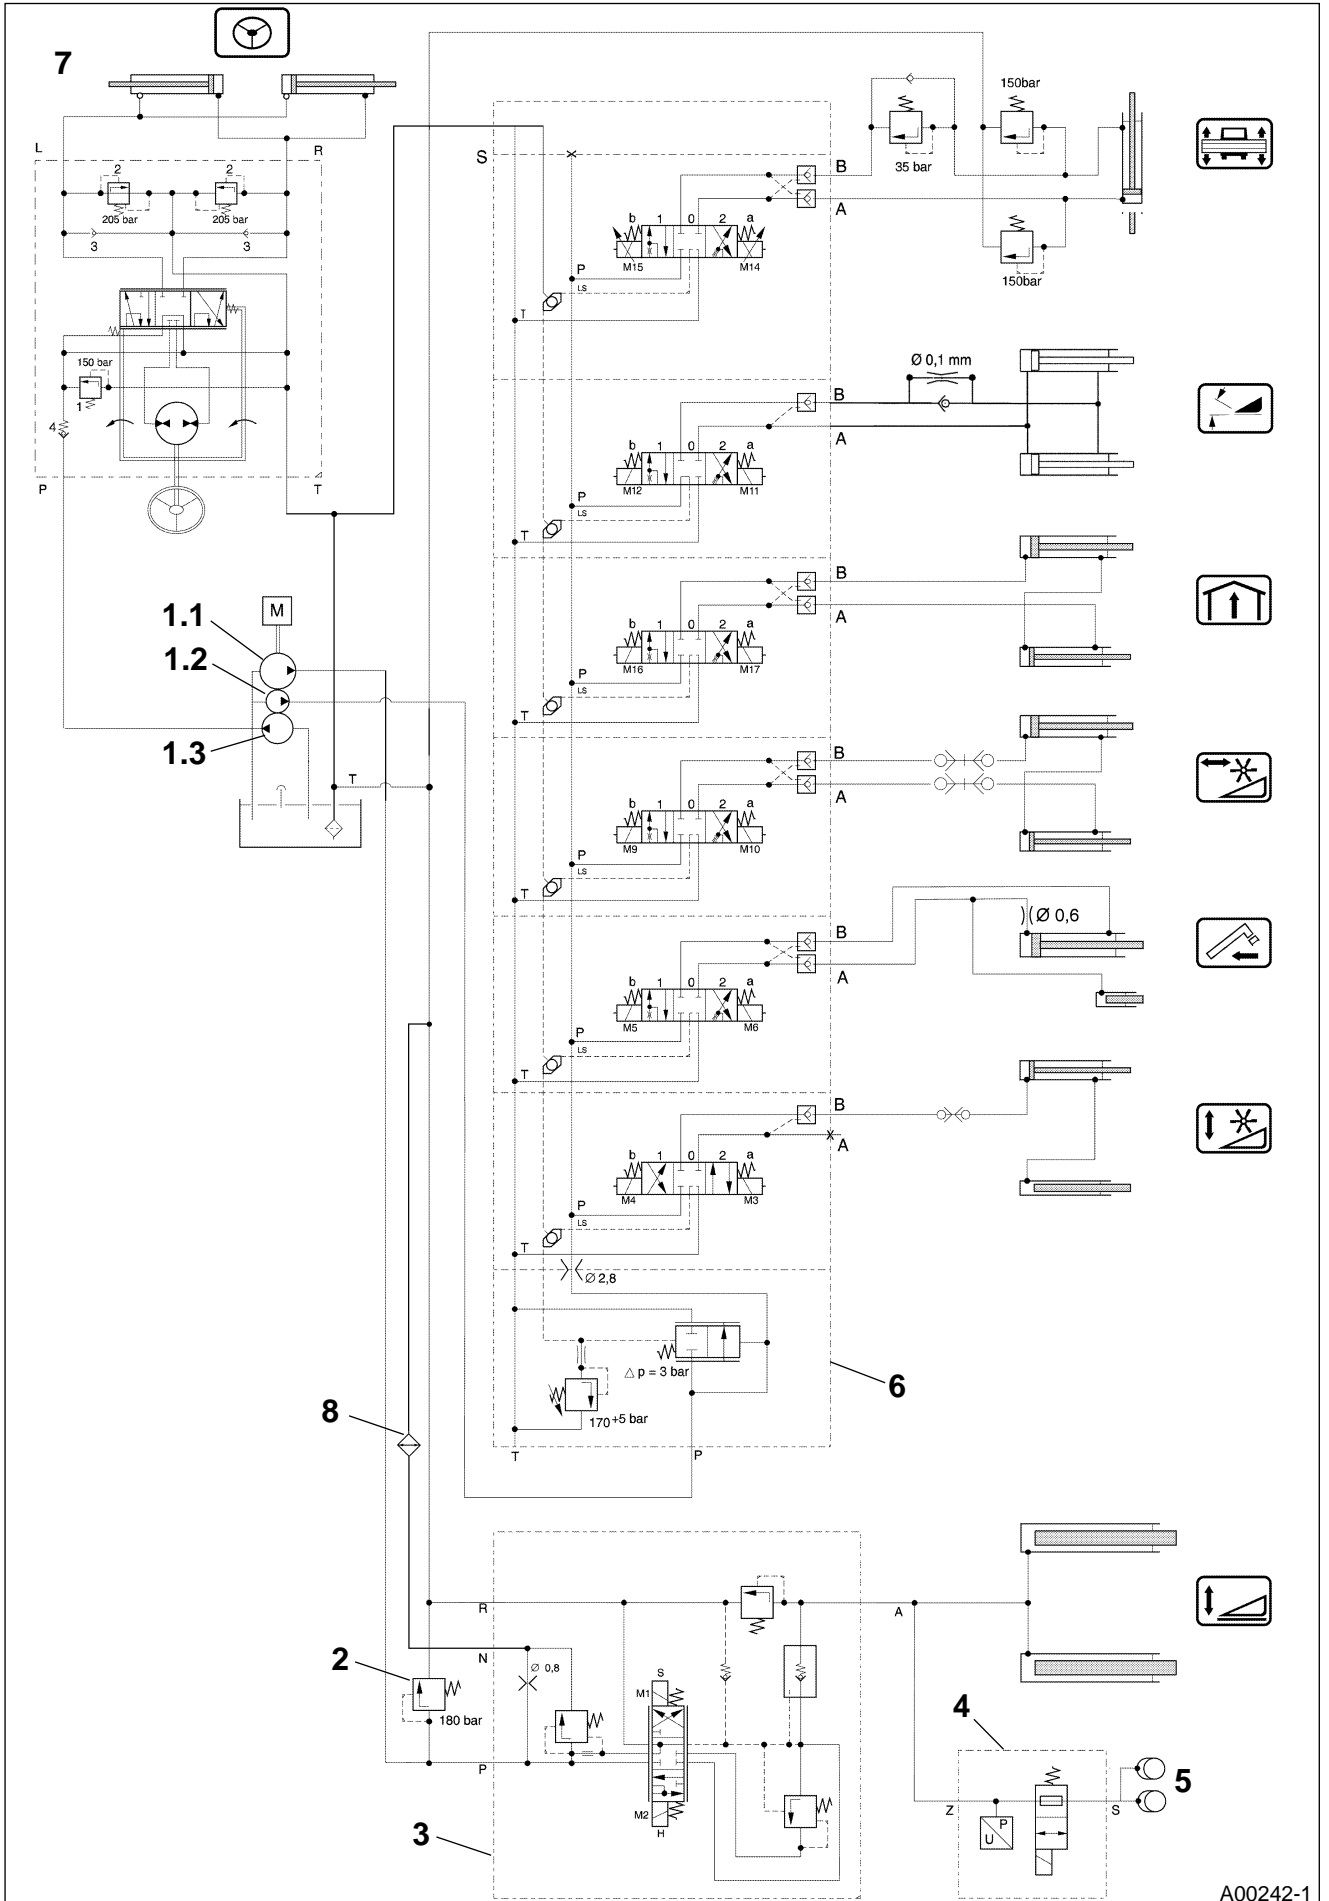 7
L
R
2
2
205 bar
205 bar
3
3
150 bar
1
4
P
T
M
1.1
1.2
1.3
T
S
150bar
35 bar
150bar
B
A
b 1 0 2 a
M15
M14
P
LS
T
Ø 0,1 mm
B
A
b 1 0 2 a
M12
M11
P
LS
T
B
A
b 1 0 2 a
M16
M17
P
LS
T
B
A
b 1 0 2 a
M9
M10
P
LS
T
Ø 0,6
B
A
b 1 0 2 a
M5
M6
P
LS
T
B
A
b 1 0 2 a
M4
M3
P
LS
T
Ø 2,8
△ p = 3 bar
6
170 +5 bar
T
P
8
R
A
N
Ø 0,8
2
180 bar
S
M1
P
M2
H
3
4
5
Z
P
U
S
A00242-1